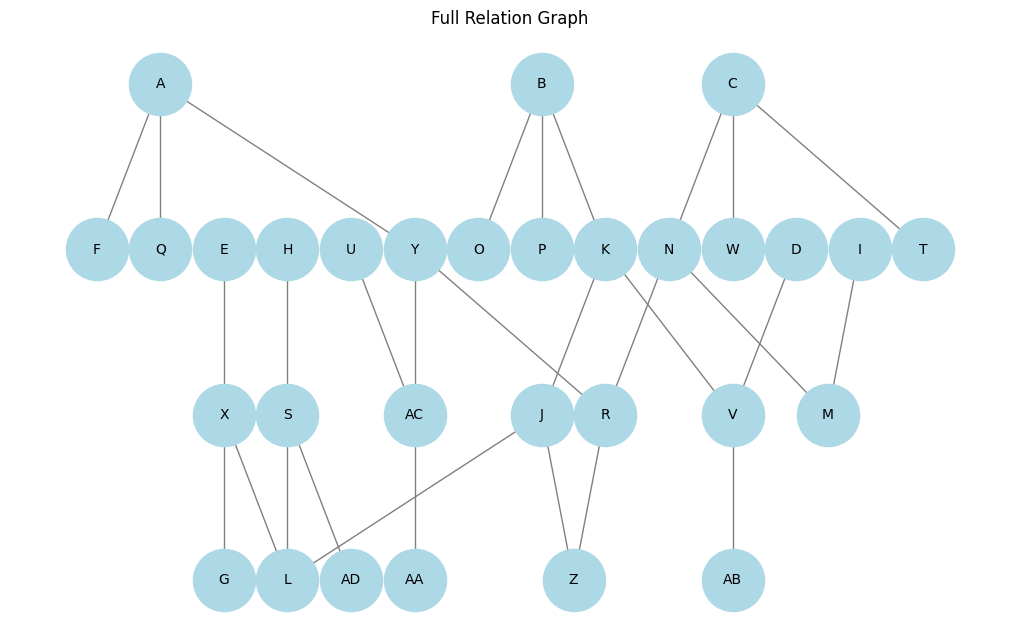 Full Relation Graph
A B C
F Q E H U Y O P K N W D I T
X S AC J R V M
G L AD AA Z AB